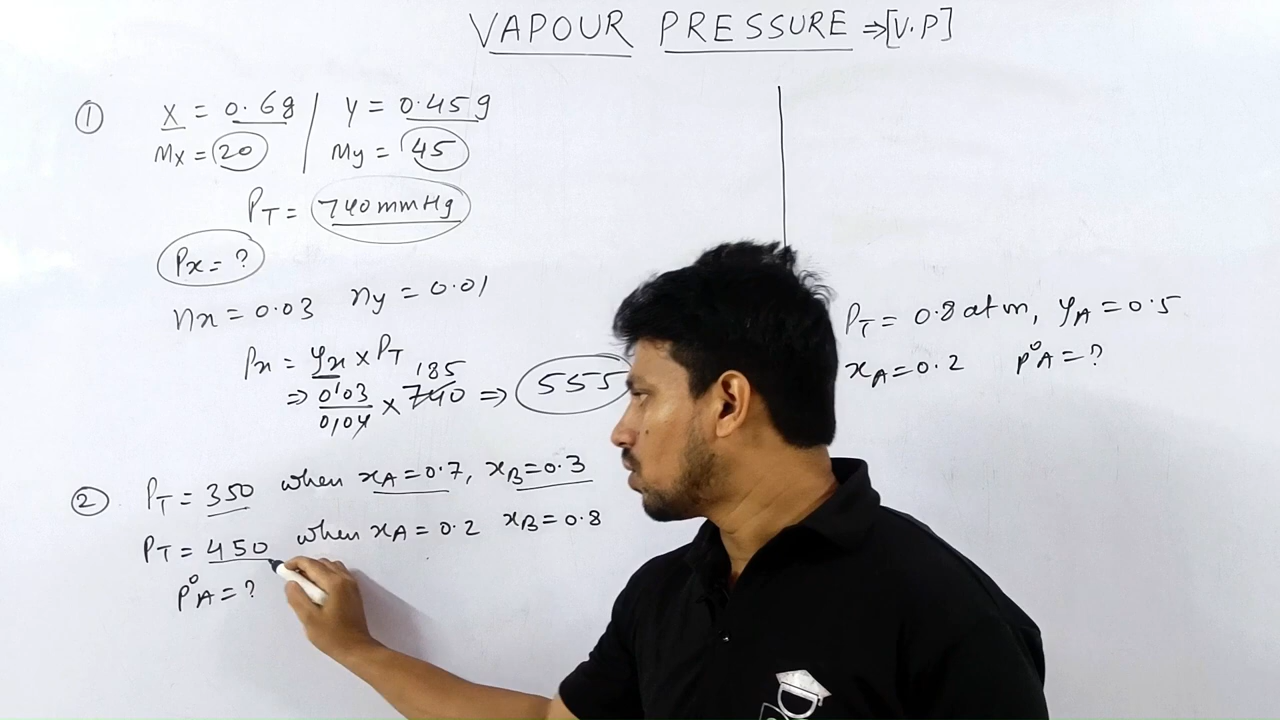 VAPOUR PRESSURE ⇒[V.P]
① X = 0.6g / Y = 0.45g
Mx = 20 / My = 45
PT = 740mmHg
Px = ?
nx = 0.03 ny = 0.01
Px = yx × PT
⇒ 0.03/0.04 × 740 185 ⇒ 555
② PT = 350 when xA = 0.7, xB = 0.3
PT = 450 when xA = 0.2 xB = 0.8
P°A = ?
PT = 0.8 atm, yA = 0.5
xA = 0.2 P°A = ?